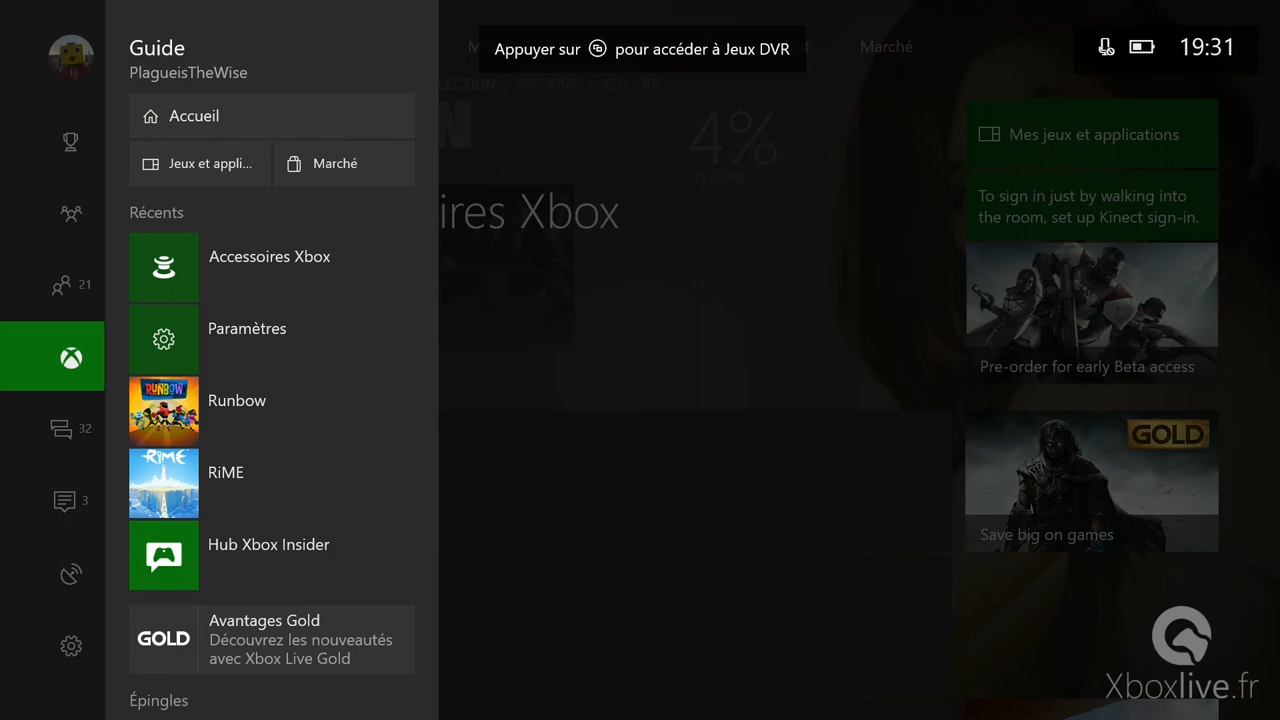 Guide
PlagueisTheWise
Accueil
Jeux et appli...
Marché
Récents
Accessoires Xbox
Paramètres
RUNBOW
Runbow
RiME
RiME
Hub Xbox Insider
GOLD
Avantages Gold
Découvrez les nouveautés
avec Xbox Live Gold
Épingles
21
32
3
Appuyer sur pour accéder à Jeux DVR
Marché
19:31
OPTIONS
4%
ires Xbox
Mes jeux et applications
To sign in just by walking into
the room, set up Kinect sign-in.
Pre-order for early Beta access
GOLD
Save big on games
Xboxlive.fr